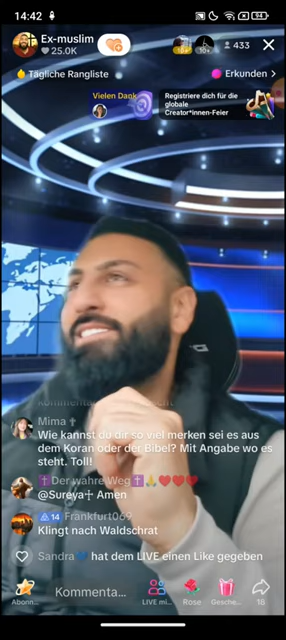 14:42
94
Ex-muslim
25.0K
433
Tägliche Rangliste
Erkunden
Vielen Dank
Registriere dich für die
globale
Creator*innen-Feier
Mima ✝
Wie kannst du dir so viel merken sei es aus
dem Koran oder der Bibel? Mit Angabe wo es
steht. Toll!
✝️Der wahre Weg✝️🙏❤️❤️❤️
@Sureya☩ Amen
14 Frankfurt069
Klingt nach Waldschrat
Sandra💙 hat dem LIVE einen Like gegeben
Abonn...
Kommenta...
LIVE mi...
Rose
Gesche...
18